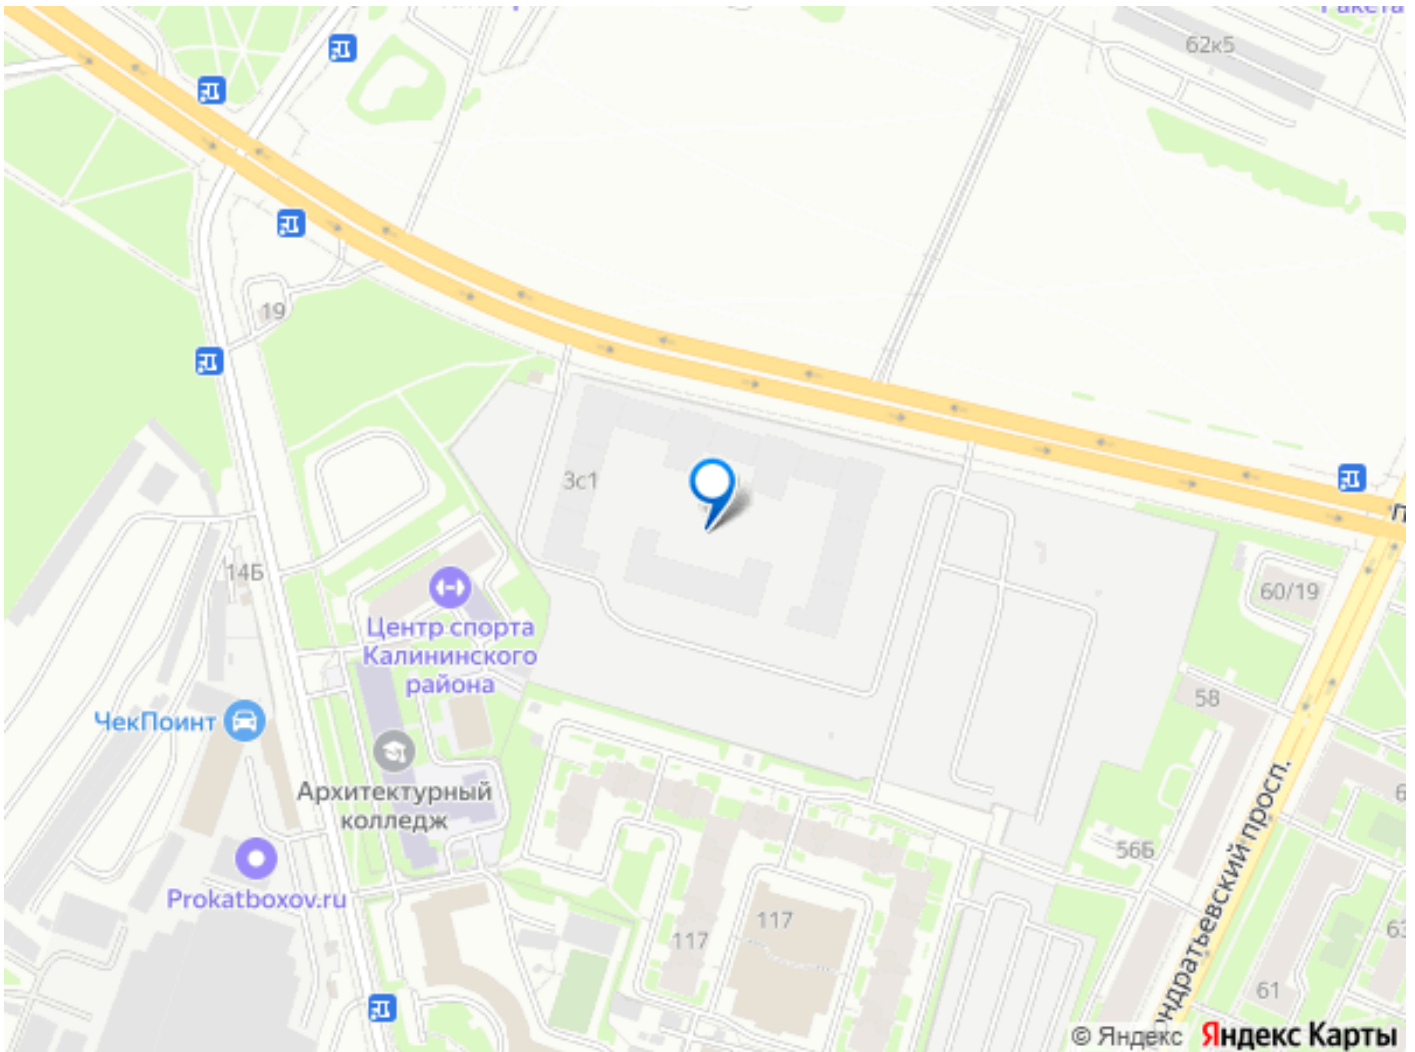 62к5
19
3с1
14Б
60/19
Центр спорта
Калининского
района
58
ЧекПоинт
Архитектурный
колледж
56Б
Prokatboxov.ru
117
117
61
просп.
© Яндекс Яндекс Карты